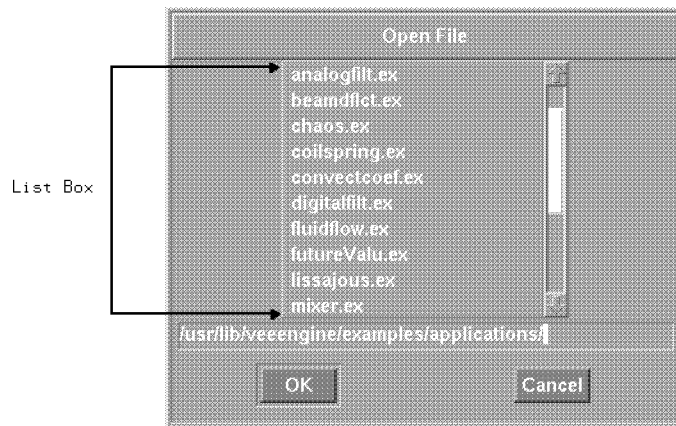 Open File
analogfilt.ex
beamdflct.ex
chaos.ex
coilspring.ex
convectcoef.ex
List Box
digitalfilt.ex
fluidflow.ex
futureValu.ex
lissajous.ex
mixer.ex
/usr/lib/veeengine/examples/applications/
OK Cancel